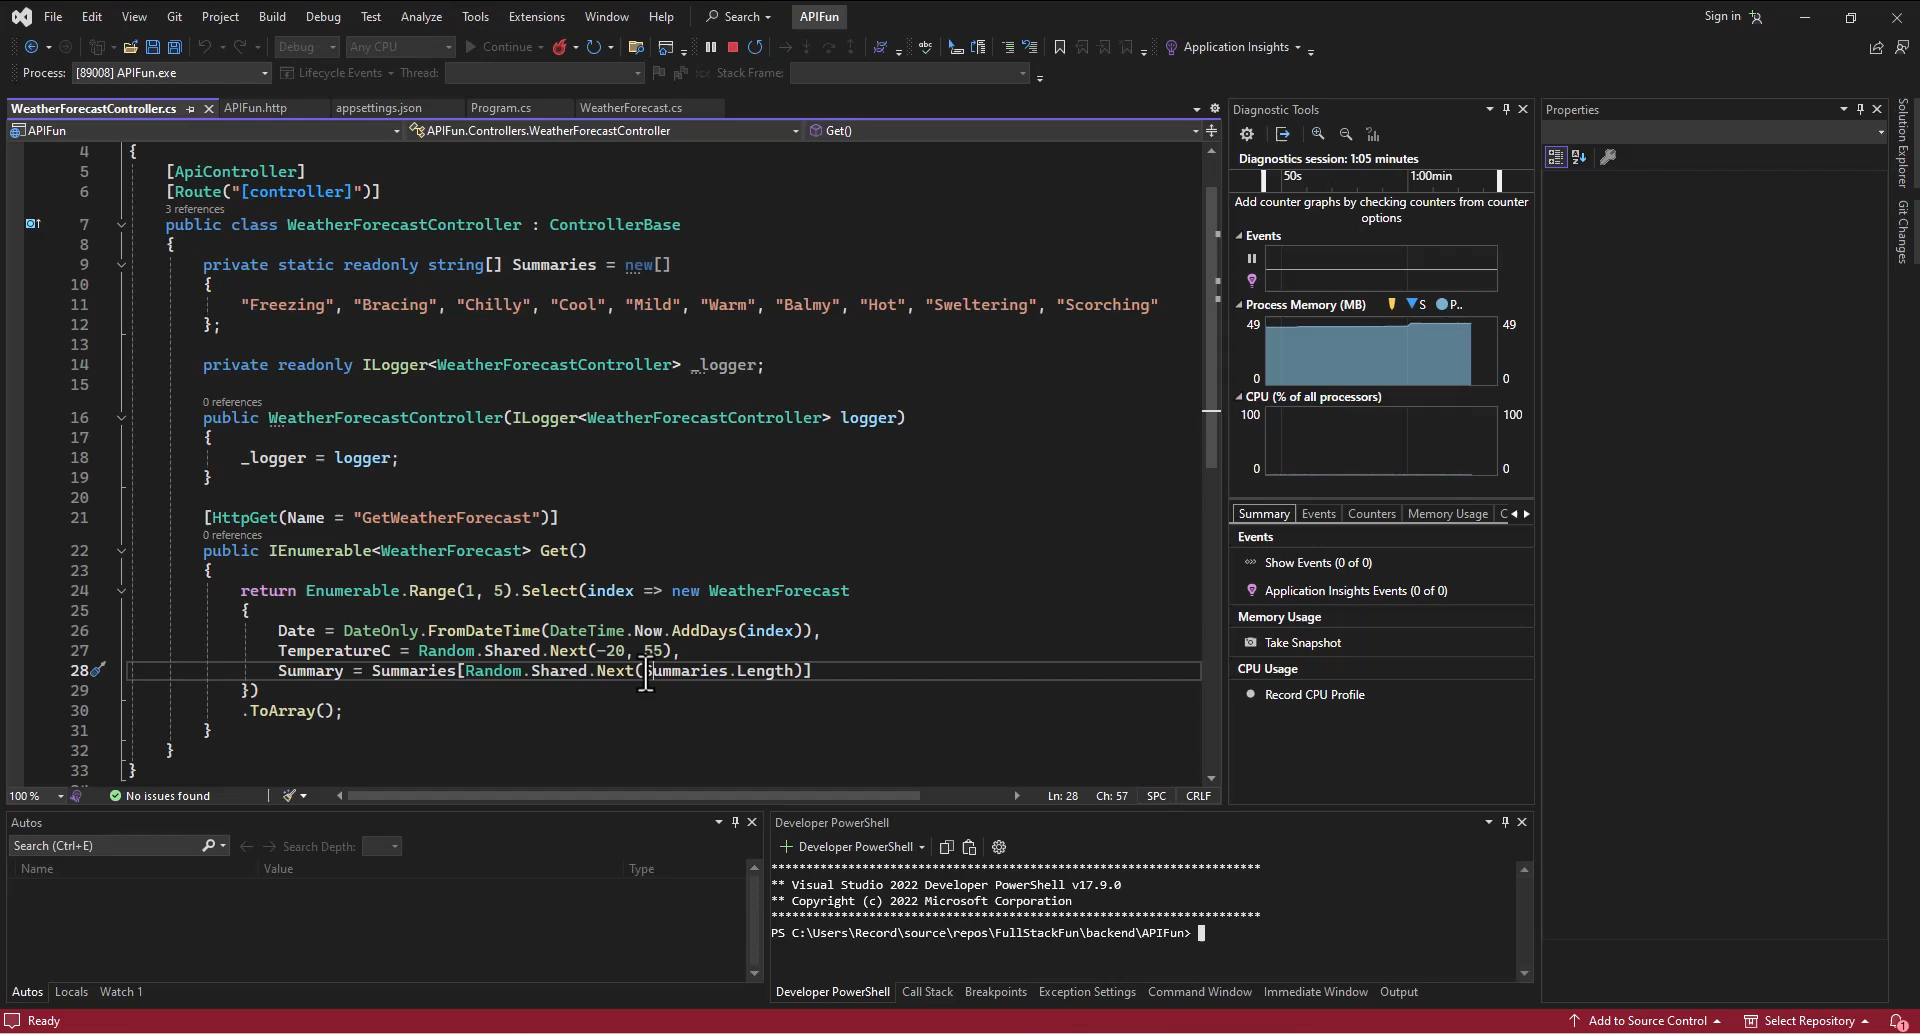 File Edit View Git Project Build Debug Test Analyze Tools Extensions Window Help Search APIFun Sign in
Debug Any CPU Continue Application Insights
Process: [89008] APIFun.exe Lifecycle Events Thread: Stack Frame:
WeatherForecastController.cs APIFun.http appsettings.json Program.cs WeatherForecast.cs
APIFun APIFun.Controllers.WeatherForecastController Get()
4 {
5 [ApiController]
6 [Route("[controller]")]
3 references
7 public class WeatherForecastController : ControllerBase
8 {
9 private static readonly string[] Summaries = new[]
10 {
11 "Freezing", "Bracing", "Chilly", "Cool", "Mild", "Warm", "Balmy", "Hot", "Sweltering", "Scorching"
12 };
13
14 private readonly ILogger<WeatherForecastController> _logger;
15
0 references
16 public WeatherForecastController(ILogger<WeatherForecastController> logger)
17 {
18 _logger = logger;
19 }
20
21 [HttpGet(Name = "GetWeatherForecast")]
0 references
22 public IEnumerable<WeatherForecast> Get()
23 {
24 return Enumerable.Range(1, 5).Select(index => new WeatherForecast
25 {
26 Date = DateOnly.FromDateTime(DateTime.Now.AddDays(index)),
27 TemperatureC = Random.Shared.Next(-20, 55),
28 Summary = Summaries[Random.Shared.Next(Summaries.Length)]
29 })
30 .ToArray();
31 }
32 }
33 }
100 % No issues found Ln: 28 Ch: 57 SPC CRLF
Diagnostic Tools
Diagnostics session: 1:05 minutes
50s 1:00min
Add counter graphs by checking counters from counter
options
Events
Process Memory (MB) S P..
49 49
0 0
CPU (% of all processors)
100 100
0 0
Summary Events Counters Memory Usage C
Events
Show Events (0 of 0)
Application Insights Events (0 of 0)
Memory Usage
Take Snapshot
CPU Usage
Record CPU Profile
Properties
Solution Explorer
Git Changes
Autos
Search (Ctrl+E) Search Depth:
Name Value Type
Autos Locals Watch 1
Developer PowerShell
Developer PowerShell
**********************************************************************
** Visual Studio 2022 Developer PowerShell v17.9.0
** Copyright (c) 2022 Microsoft Corporation
**********************************************************************
PS C:\Users\Record\source\repos\FullStackFun\backend\APIFun>
Developer PowerShell Call Stack Breakpoints Exception Settings Command Window Immediate Window Output
Ready Add to Source Control Select Repository 1